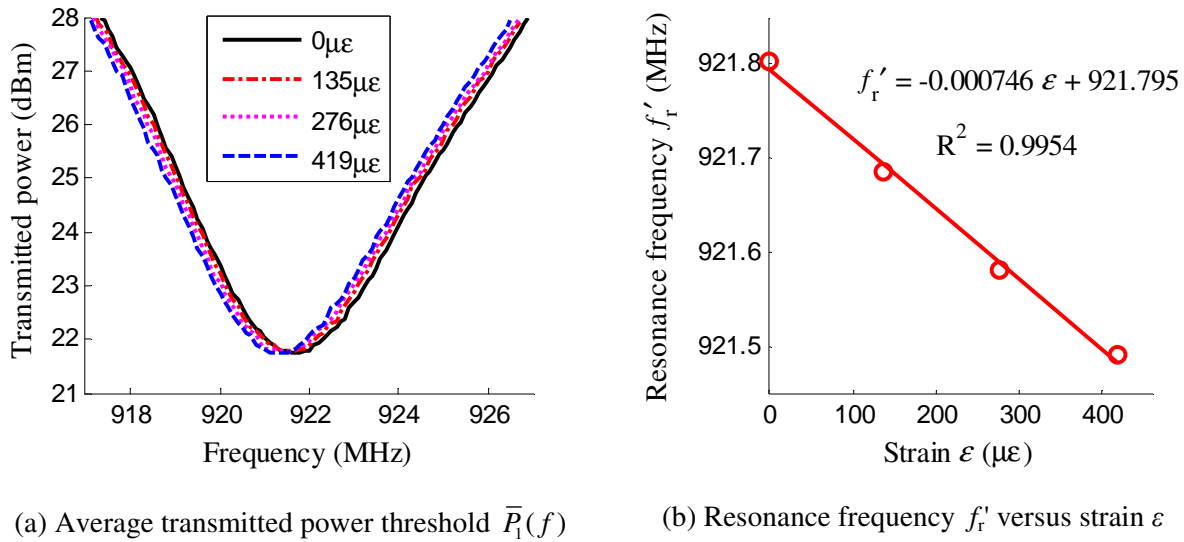 28
27
26
25
24
23
22
21
Transmitted power (dBm)
0με
135με
276με
419με
918 920 922 924 926
Frequency (MHz)
(a) Average transmitted power threshold P̅₁(f)
921.8
921.7
921.6
921.5
Resonance frequency fᵣ′ (MHz)
fᵣ′ = -0.000746 ε + 921.795
R² = 0.9954
0 100 200 300 400
Strain ε (με)
(b) Resonance frequency fᵣ' versus strain ε